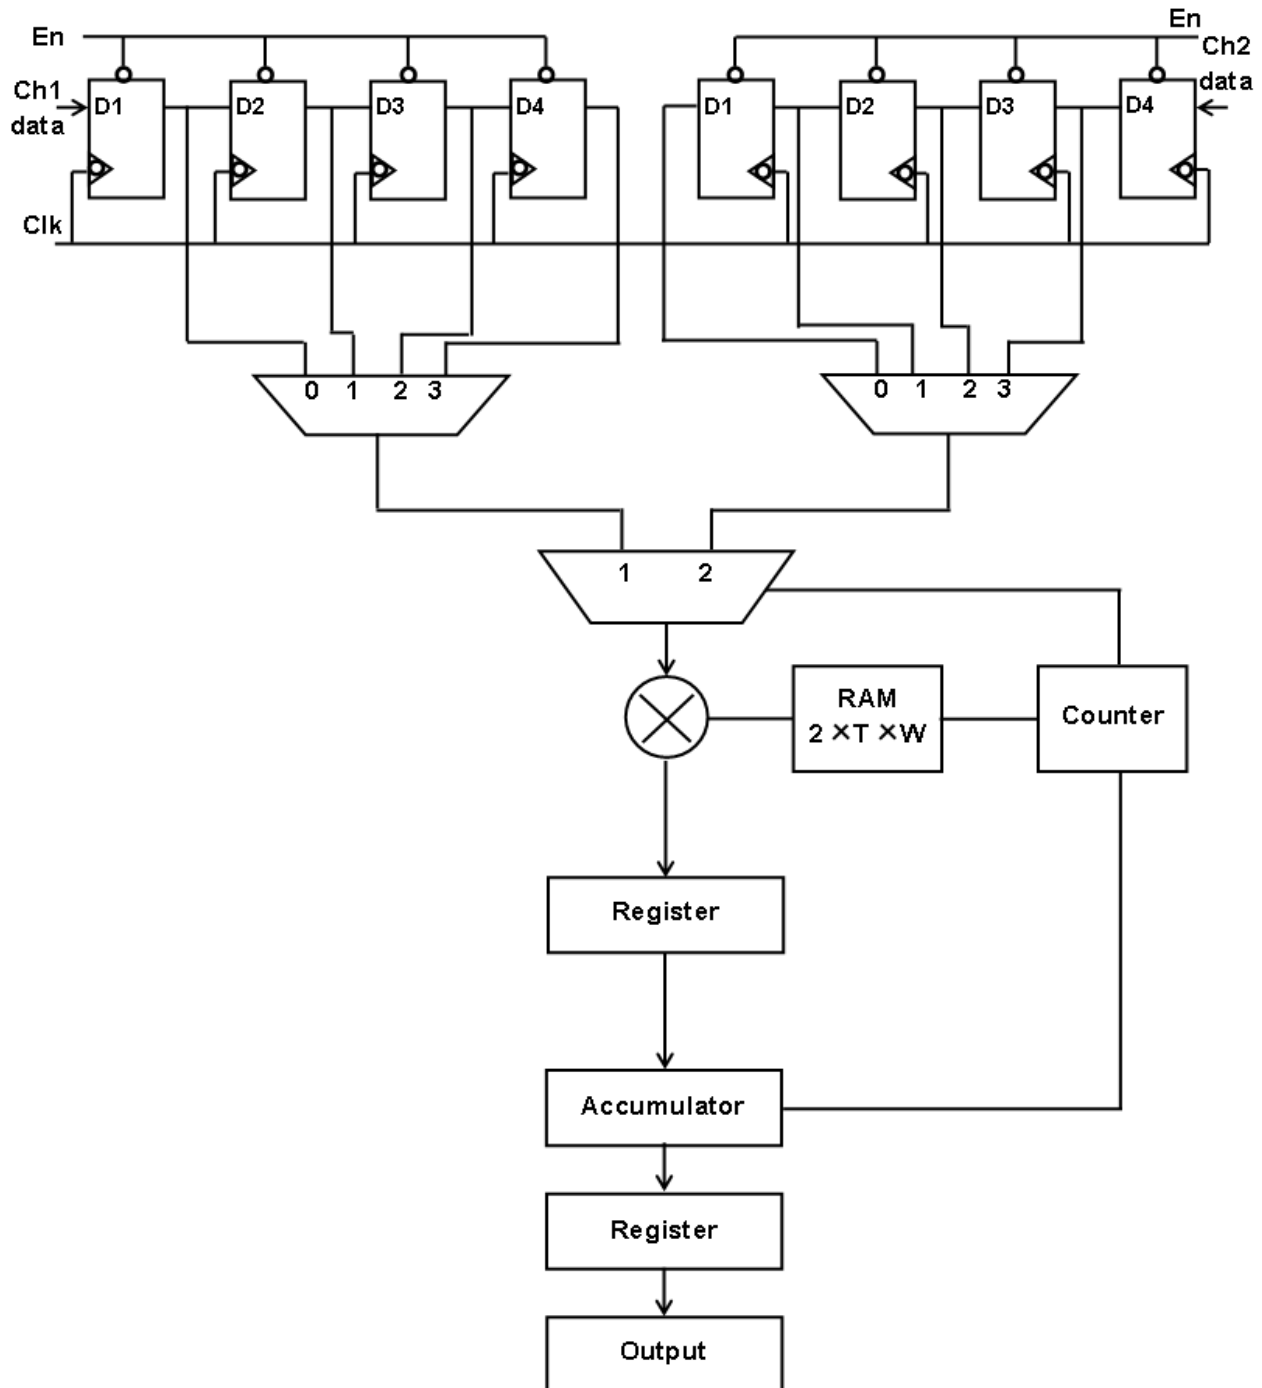 En
En
Ch1
data
Ch2
data
D1 D2 D3 D4
D1 D2 D3 D4
Clk
0 1 2 3
0 1 2 3
1 2
RAM
2 ×T ×W
Counter
Register
Accumulator
Register
Output